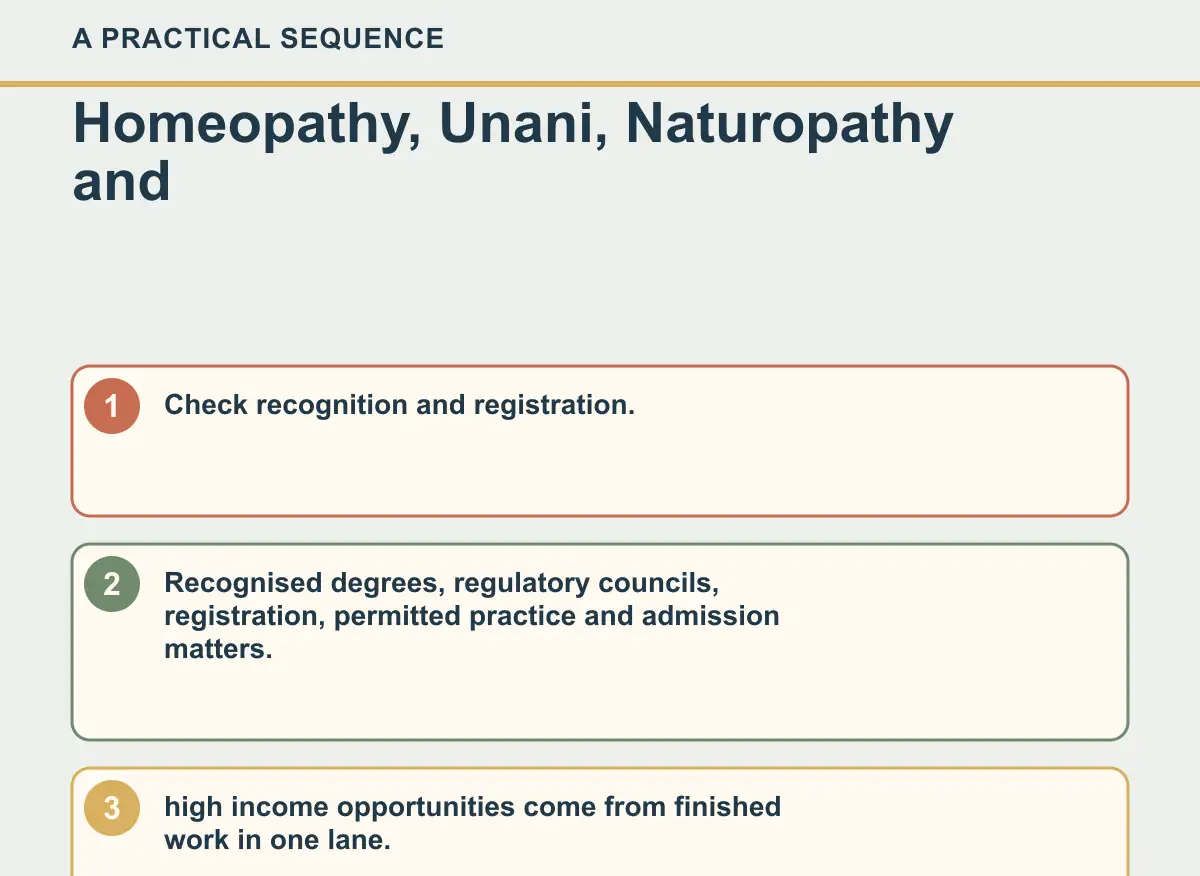 A PRACTICAL SEQUENCE
Homeopathy, Unani, Naturopathy
and
1
Check recognition and registration.
2
Recognised degrees, regulatory councils,
registration, permitted practice and admission
matters.
3
high income opportunities come from finished
work in one lane.